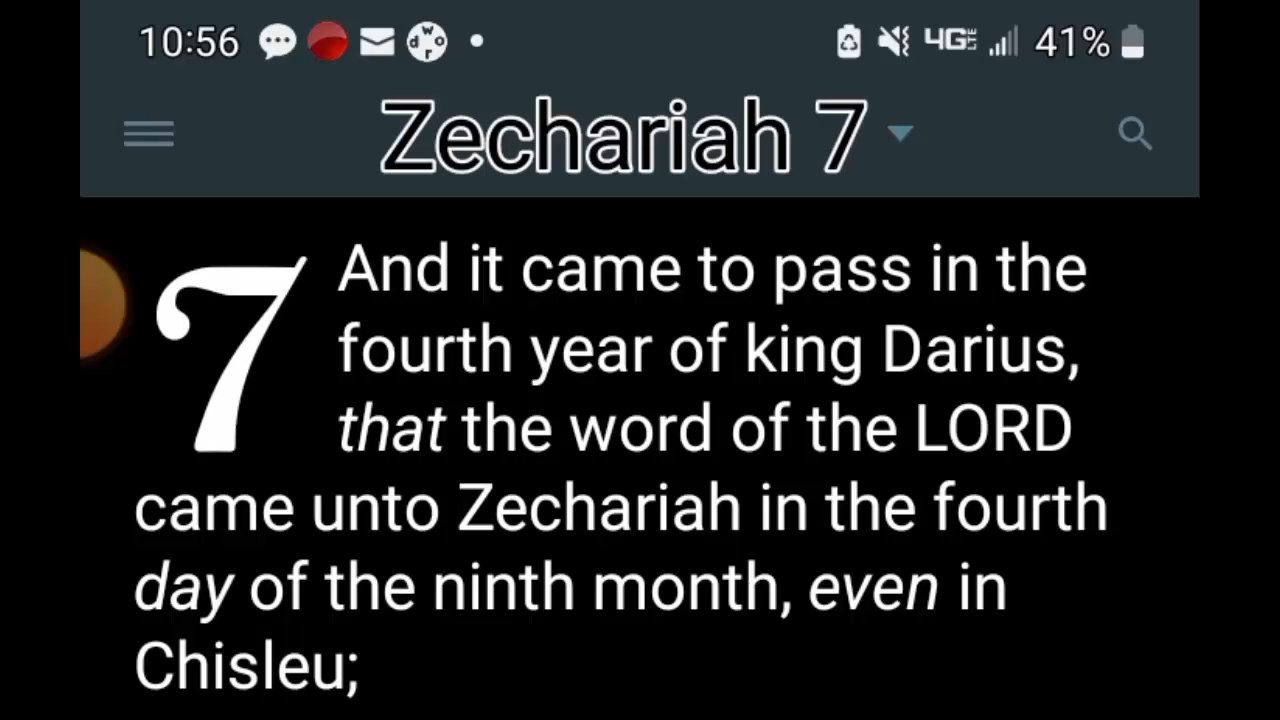 10:56 4G LTE 41%
Zechariah 7
7 And it came to pass in the
fourth year of king Darius,
that the word of the LORD
came unto Zechariah in the fourth
day of the ninth month, even in
Chisleu;